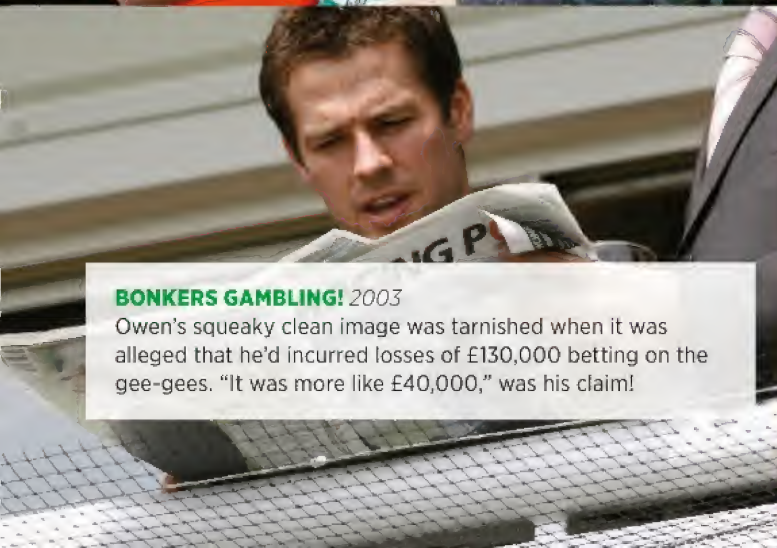 NG P
BONKERS GAMBLING! 2003
Owen's squeaky clean image was tarnished when it was
alleged that he'd incurred losses of £130,000 betting on the
gee-gees. "It was more like £40,000," was his claim!